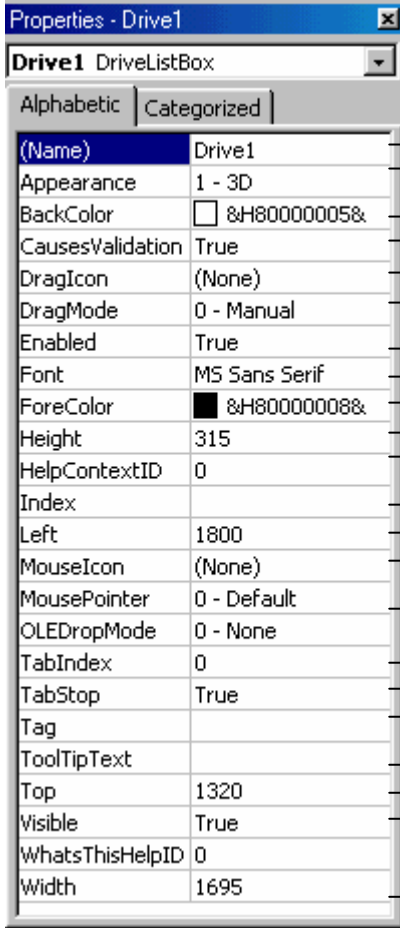 Properties - Drive1
Drive1 DriveListBox
Alphabetic Categorized
(Name) Drive1
Appearance 1 - 3D
BackColor &H80000005&
CausesValidation True
DragIcon (None)
DragMode 0 - Manual
Enabled True
Font MS Sans Serif
ForeColor &H80000008&
Height 315
HelpContextID 0
Index
Left 1800
MouseIcon (None)
MousePointer 0 - Default
OLEDropMode 0 - None
TabIndex 0
TabStop True
Tag
ToolTipText
Top 1320
Visible True
WhatsThisHelpID 0
Width 1695